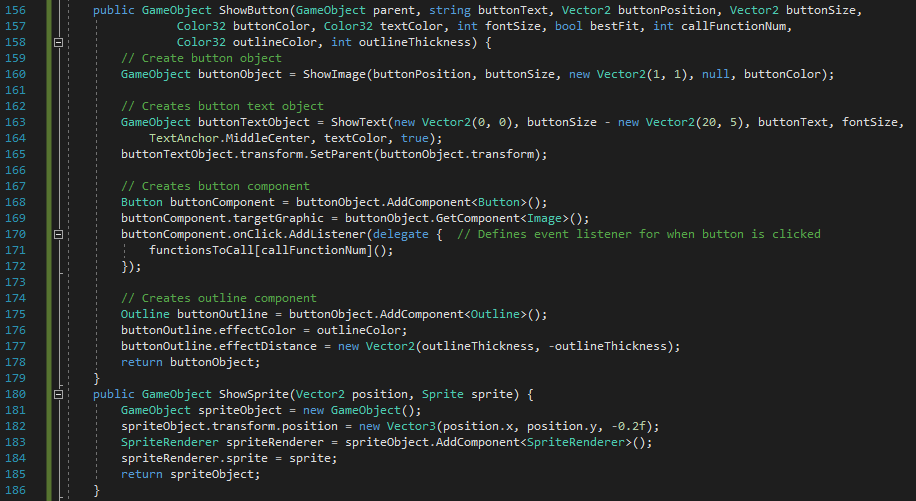 156 public GameObject ShowButton(GameObject parent, string buttonText, Vector2 buttonPosition, Vector2 buttonSize,
157 Color32 buttonColor, Color32 textColor, int fontSize, bool bestFit, int callFunctionNum,
158 Color32 outlineColor, int outlineThickness) {
159 // Create button object
160 GameObject buttonObject = ShowImage(buttonPosition, buttonSize, new Vector2(1, 1), null, buttonColor);
161
162 // Creates button text object
163 GameObject buttonTextObject = ShowText(new Vector2(0, 0), buttonSize - new Vector2(20, 5), buttonText, fontSize,
164 TextAnchor.MiddleCenter, textColor, true);
165 buttonTextObject.transform.SetParent(buttonObject.transform);
166
167 // Creates button component
168 Button buttonComponent = buttonObject.AddComponent<Button>();
169 buttonComponent.targetGraphic = buttonObject.GetComponent<Image>();
170 buttonComponent.onClick.AddListener(delegate { // Defines event listener for when button is clicked
171 functionsToCall[callFunctionNum]();
172 });
173
174 // Creates outline component
175 Outline buttonOutline = buttonObject.AddComponent<Outline>();
176 buttonOutline.effectColor = outlineColor;
177 buttonOutline.effectDistance = new Vector2(outlineThickness, -outlineThickness);
178 return buttonObject;
179 }
180 public GameObject ShowSprite(Vector2 position, Sprite sprite) {
181 GameObject spriteObject = new GameObject();
182 spriteObject.transform.position = new Vector3(position.x, position.y, -0.2f);
183 SpriteRenderer spriteRenderer = spriteObject.AddComponent<SpriteRenderer>();
184 spriteRenderer.sprite = sprite;
185 return spriteObject;
186 }